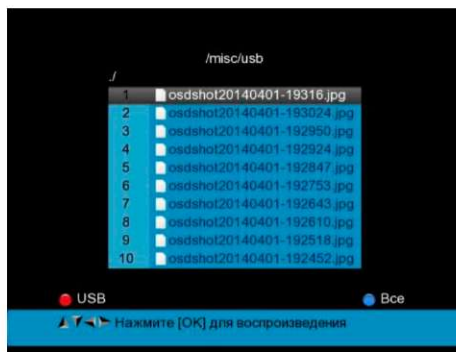 /misc/usb
./
1 osdshot20140401-19316.jpg
2 osdshot20140401-193024.jpg
3 osdshot20140401-192950.jpg
4 osdshot20140401-192924.jpg
5 osdshot20140401-192847.jpg
6 osdshot20140401-192753.jpg
7 osdshot20140401-192643.jpg
8 osdshot20140401-192610.jpg
9 osdshot20140401-192518.jpg
10 osdshot20140401-192452.jpg
USB Все
Нажмите [OK] для воспроизведения